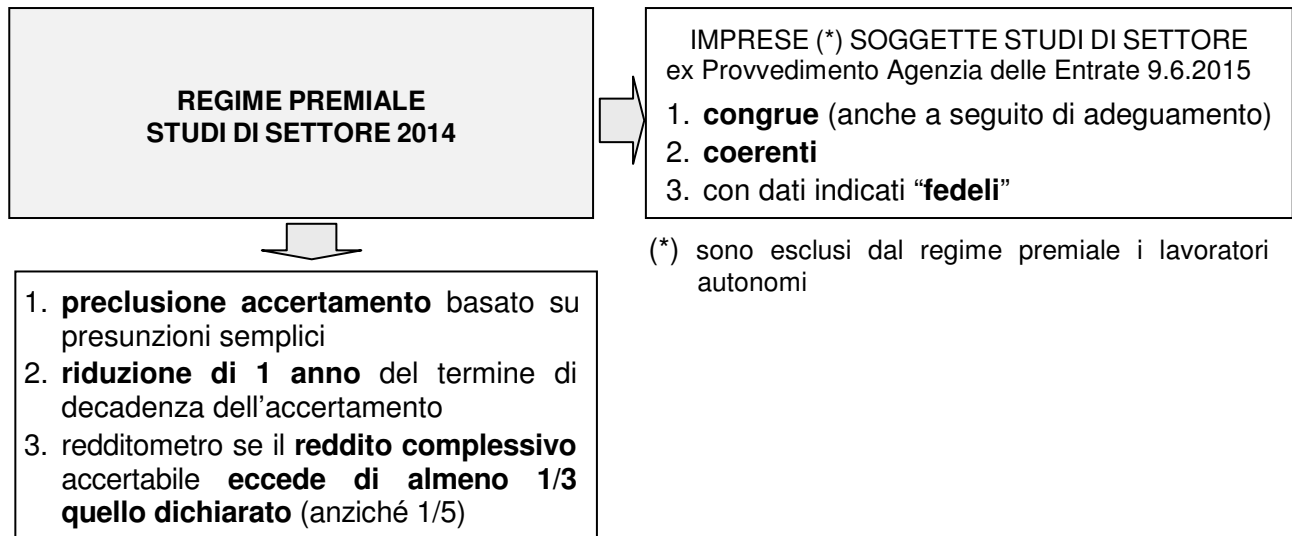 REGIME PREMIALE
STUDI DI SETTORE 2014
IMPRESE (*) SOGGETTE STUDI DI SETTORE
ex Provvedimento Agenzia delle Entrate 9.6.2015
1. congrue (anche a seguito di adeguamento)
2. coerenti
3. con dati indicati “fedeli”
(*) sono esclusi dal regime premiale i lavoratori
autonomi
1. preclusione accertamento basato su
presunzioni semplici
2. riduzione di 1 anno del termine di
decadenza dell’accertamento
3. redditometro se il reddito complessivo
accertabile eccede di almeno 1/3
quello dichiarato (anziché 1/5)